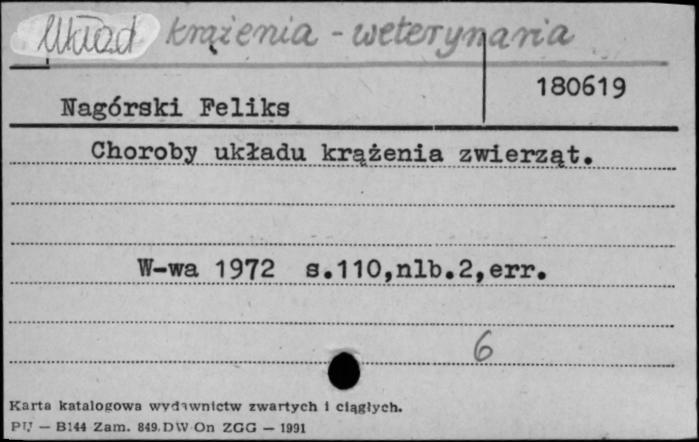 Układ krążenia - weterynaria
180619
Nagórski Feliks
Choroby układu krążenia zwierząt.
W-wa 1972 s.110,nlb.2,err.
6
Karta katalogowa wydawnictw zwartych i ciągłych.
PU — B144 Zam. 849. DW On ZGG — 1991